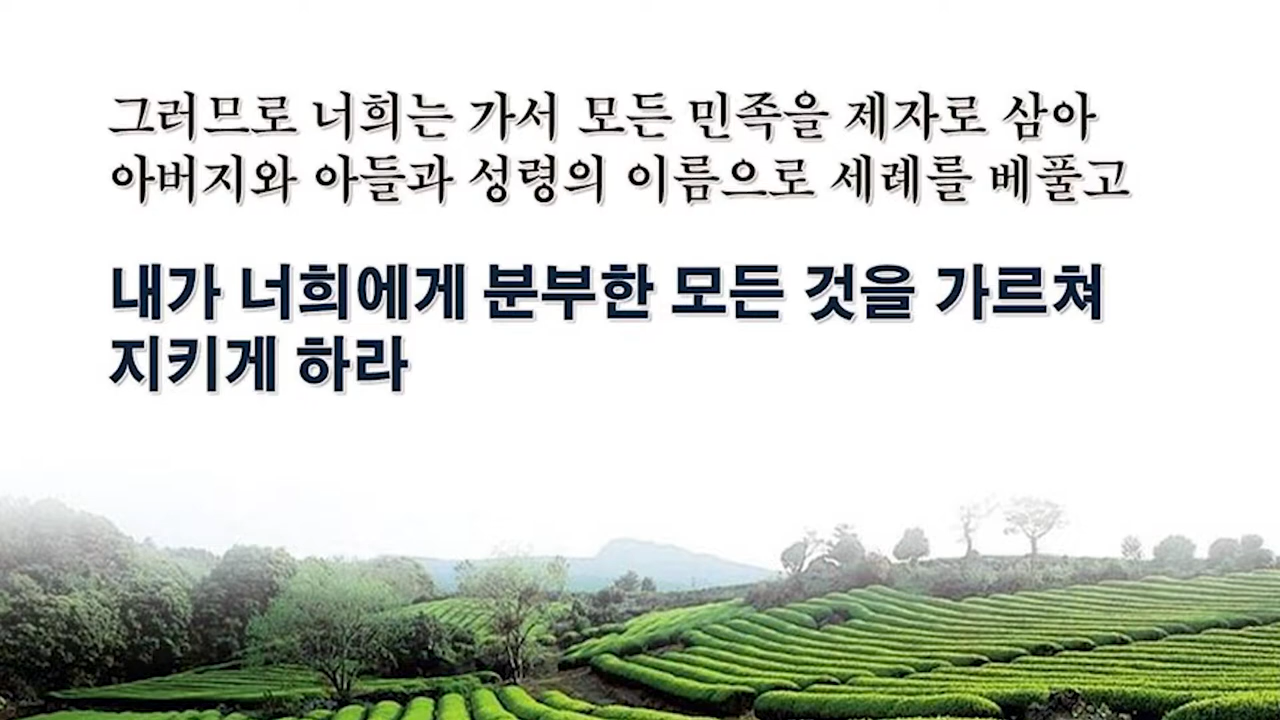 그러므로 너희는 가서 모든 민족을 제자로 삼아
아버지와 아들과 성령의 이름으로 세례를 베풀고
내가 너희에게 분부한 모든 것을 가르쳐
지키게 하라